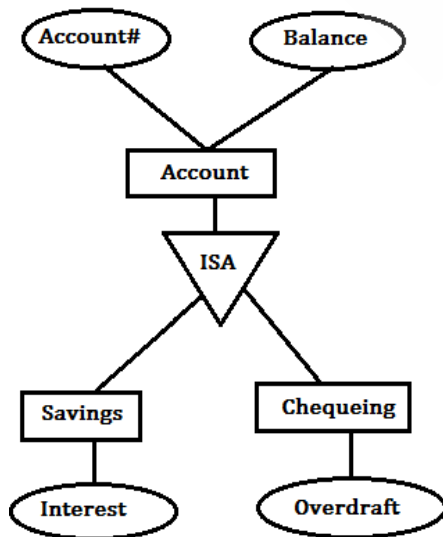 Account#
Balance
Account
ISA
Savings
Chequeing
Interest
Overdraft